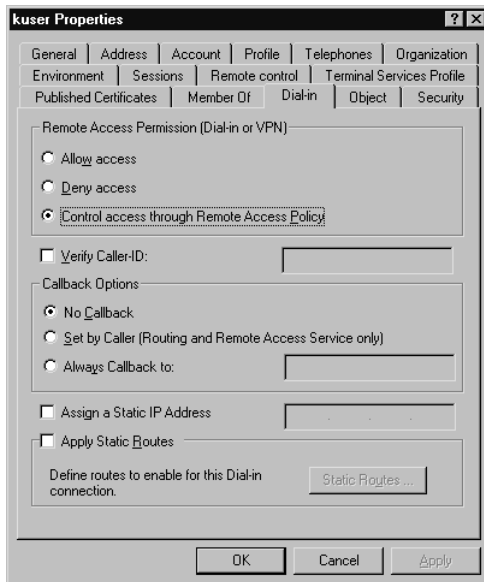 kuser Properties
? ×
General Address Account Profile Telephones Organization
Environment Sessions Remote control Terminal Services Profile
Published Certificates Member Of Dial-in Object Security
Remote Access Permission (Dial-in or VPN)
Allow access
Deny access
Control access through Remote Access Policy
Verify Caller-ID:
Callback Options
No Callback
Set by Caller (Routing and Remote Access Service only)
Always Callback to:
Assign a Static IP Address
. . .
Apply Static Routes
Define routes to enable for this Dial-in
connection.
Static Routes ...
OK Cancel Apply